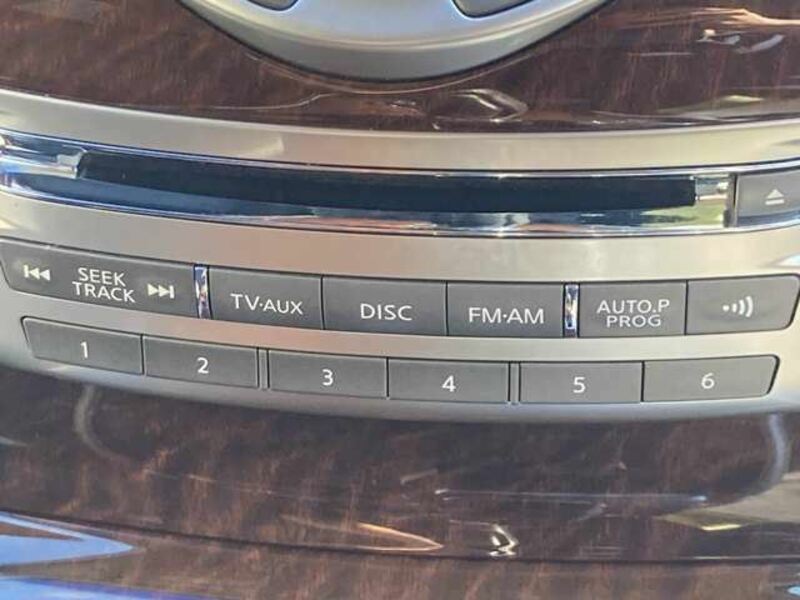 SEEK
TRACK
TV·AUX
DISC
FM·AM
AUTO.P
PROG
1
2
3
4
5
6